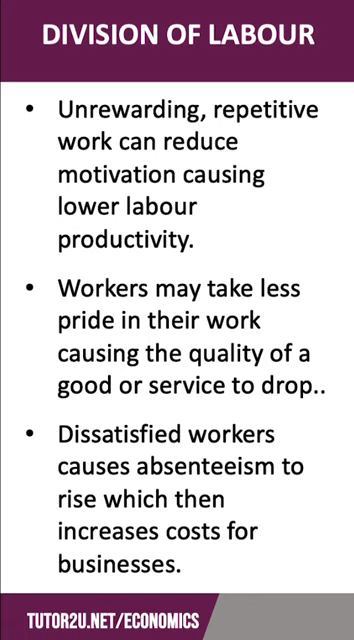 DIVISION OF LABOUR
• Unrewarding, repetitive
work can reduce
motivation causing
lower labour
productivity.
• Workers may take less
pride in their work
causing the quality of a
good or service to drop..
• Dissatisfied workers
causes absenteeism to
rise which then
increases costs for
businesses.
TUTOR2U.NET/ECONOMICS